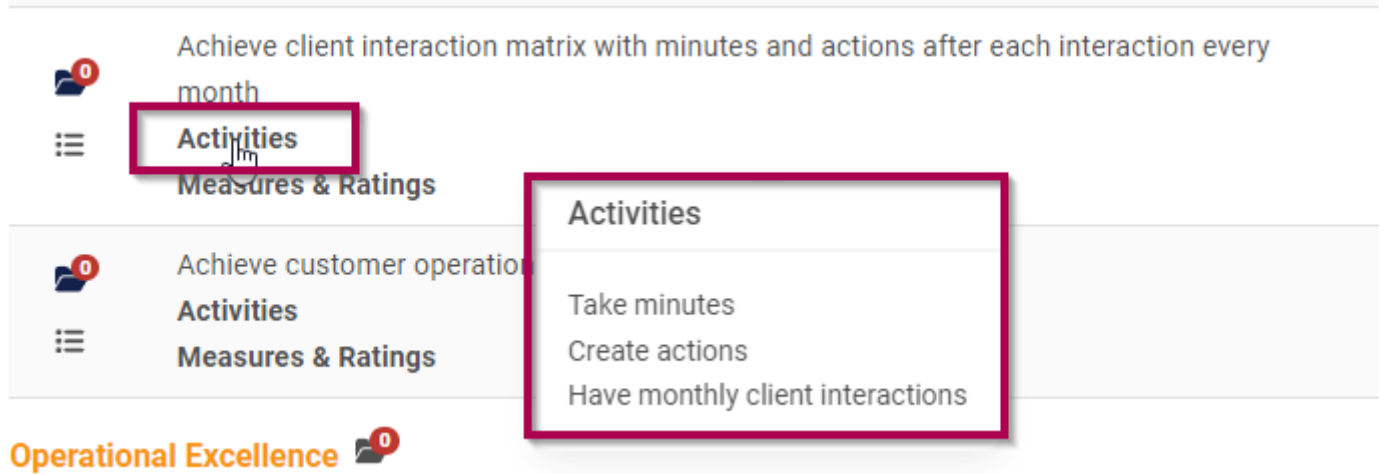 0
Achieve client interaction matrix with minutes and actions after each interaction every
month
Activities
Measures & Ratings
0
Achieve customer operation
Activities
Measures & Ratings
Activities
Take minutes
Create actions
Have monthly client interactions
Operational Excellence 0